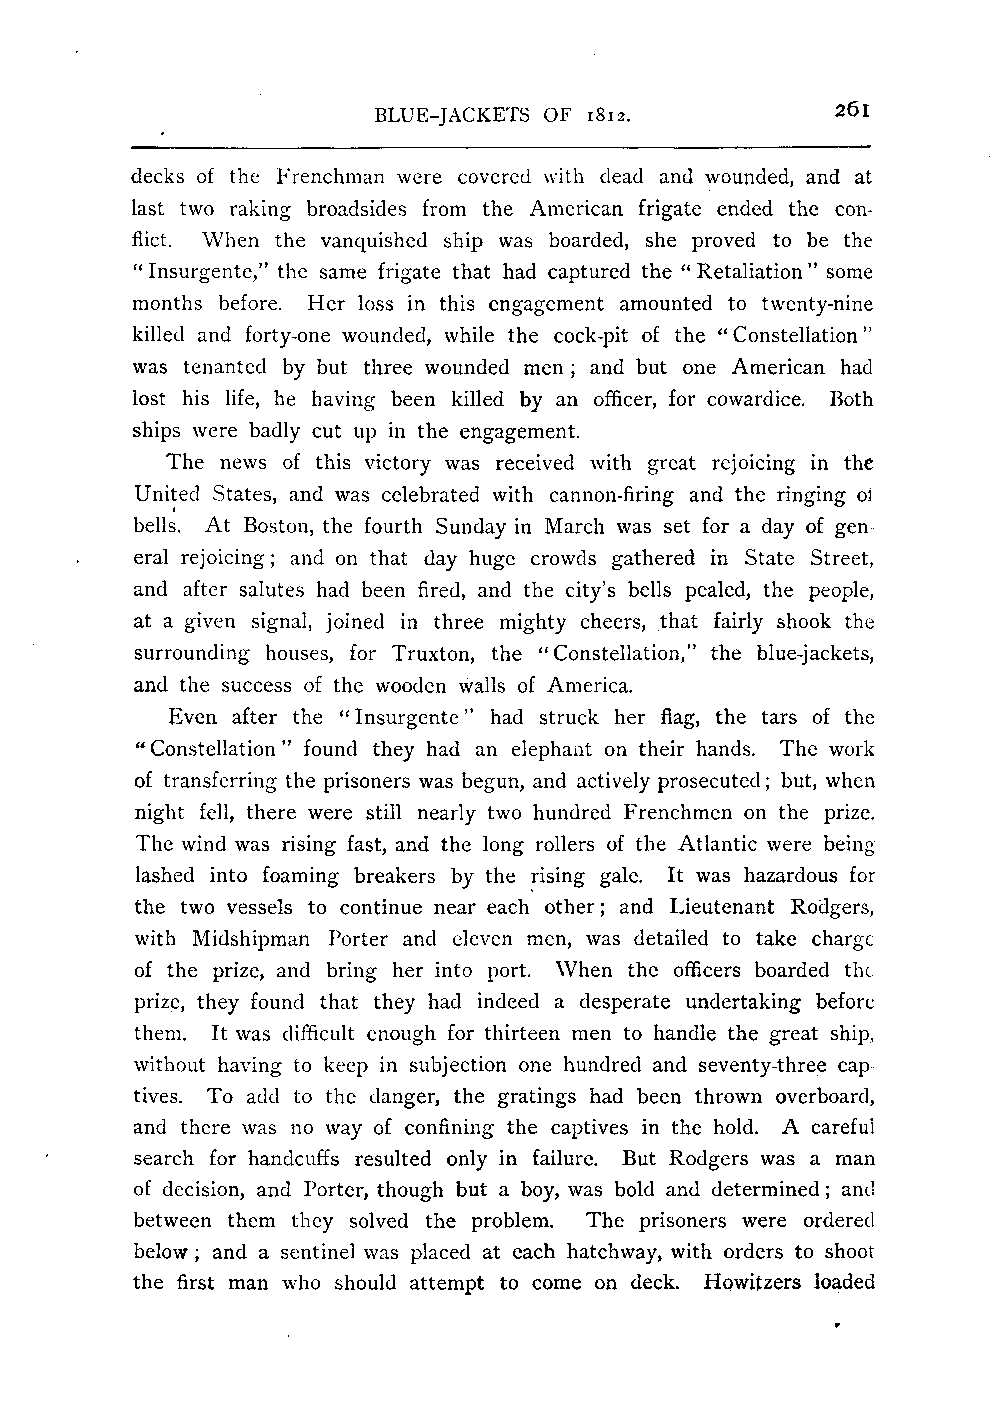 BLUE-JACKETS OF 1812. 261
decks of the Frenchman were covered with dead and wounded, and at
last two raking broadsides from the American frigate ended the con-
flict. When the vanquished ship was boarded, she proved to be the
"Insurgente," the same frigate that had captured the "Retaliation" some
months before. Her loss in this engagement amounted to twenty-nine
killed and forty-one wounded, while the cock-pit of the "Constellation"
was tenanted by but three wounded men; and but one American had
lost his life, he having been killed by an officer, for cowardice. Both
ships were badly cut up in the engagement.
The news of this victory was received with great rejoicing in the
United States, and was celebrated with cannon-firing and the ringing of
bells. At Boston, the fourth Sunday in March was set for a day of gen-
eral rejoicing; and on that day huge crowds gathered in State Street,
and after salutes had been fired, and the city's bells pealed, the people,
at a given signal, joined in three mighty cheers, that fairly shook the
surrounding houses, for Truxton, the "Constellation," the blue-jackets,
and the success of the wooden walls of America.
Even after the "Insurgente" had struck her flag, the tars of the
"Constellation" found they had an elephant on their hands. The work
of transferring the prisoners was begun, and actively prosecuted; but, when
night fell, there were still nearly two hundred Frenchmen on the prize.
The wind was rising fast, and the long rollers of the Atlantic were being
lashed into foaming breakers by the rising gale. It was hazardous for
the two vessels to continue near each other; and Lieutenant Rodgers,
with Midshipman Porter and eleven men, was detailed to take charge
of the prize, and bring her into port. When the officers boarded the
prize, they found that they had indeed a desperate undertaking before
them. It was difficult enough for thirteen men to handle the great ship,
without having to keep in subjection one hundred and seventy-three cap-
tives. To add to the danger, the gratings had been thrown overboard,
and there was no way of confining the captives in the hold. A careful
search for handcuffs resulted only in failure. But Rodgers was a man
of decision, and Porter, though but a boy, was bold and determined; and
between them they solved the problem. The prisoners were ordered
below; and a sentinel was placed at each hatchway, with orders to shoot
the first man who should attempt to come on deck. Howitzers loaded